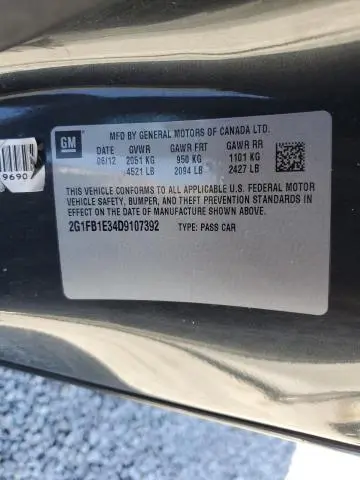 GM
MFD BY GENERAL MOTORS OF CANADA LTD.
DATE GVWR GAWR FRT GAWR RR
06/12 2051 KG 950 KG 1101 KG
4521 LB 2094 LB 2427 LB
THIS VEHICLE CONFORMS TO ALL APPLICABLE U.S. FEDERAL MOTOR
VEHICLE SAFETY, BUMPER, AND THEFT PREVENTION STANDARDS
IN EFFECT ON THE DATE OF MANUFACTURE SHOWN ABOVE.
2G1FB1E34D9107392 TYPE: PASS CAR
9690